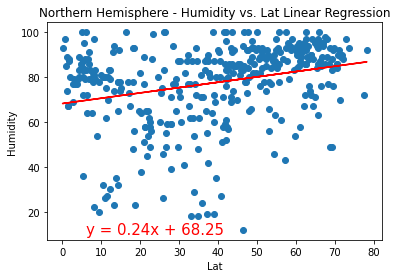 Northern Hemisphere - Humidity vs. Lat Linear Regression
100
80
60
40
20
Humidity
y = 0.24x + 68.25
0 10 20 30 40 50 60 70 80
Lat